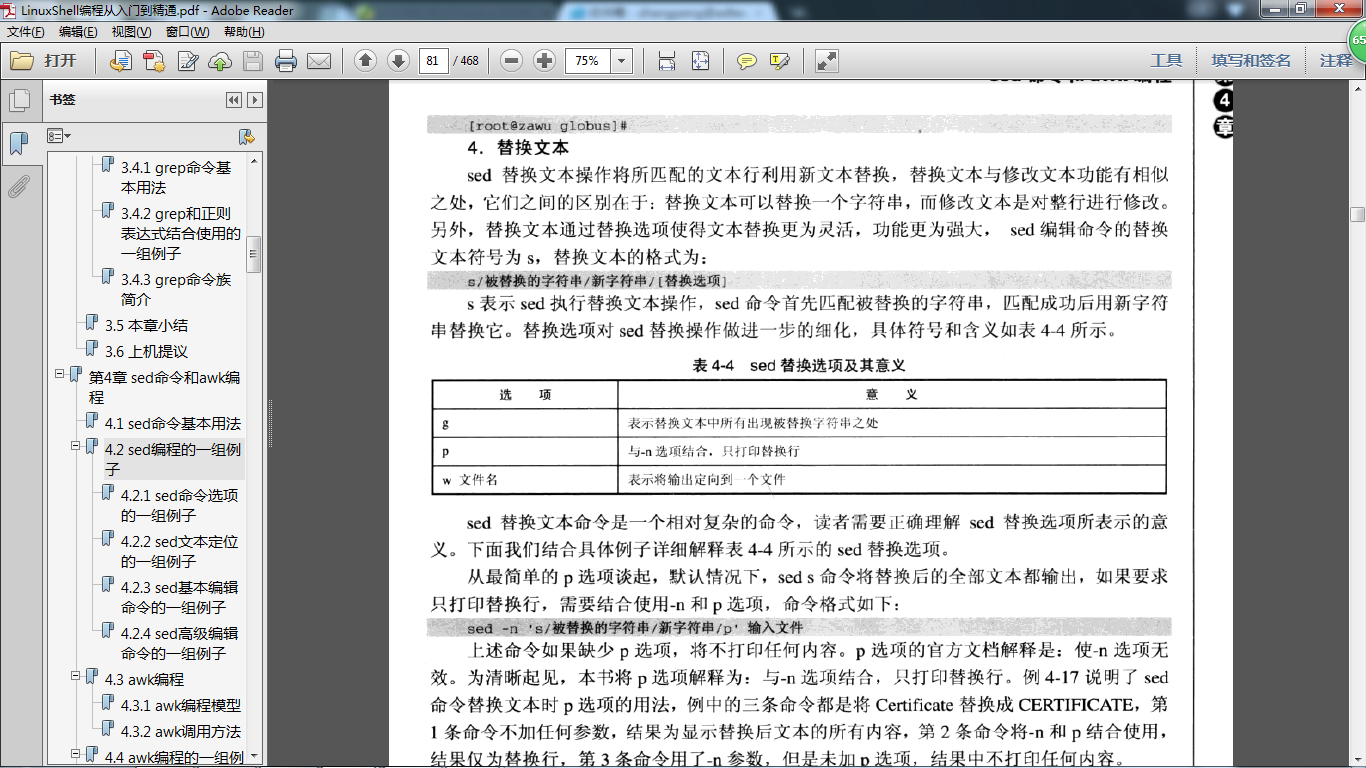 LinuxShell编程从入门到精通.pdf - Adobe Reader
文件(F) 编辑(E) 视图(V) 窗口(W) 帮助(H)
65
打开
81 / 468
75%
工具
填写和签名
注释
书签
3.4.1 grep命令基
本用法
3.4.2 grep和正则
表达式结合使用的
一组例子
3.4.3 grep命令族
简介
3.5 本章小结
3.6 上机提议
第4章 sed命令和awk编
程
4.1 sed命令基本用法
4.2 sed编程的一组例
子
4.2.1 sed命令选项
的一组例子
4.2.2 sed文本定位
的一组例子
4.2.3 sed基本编辑
命令的一组例子
4.2.4 sed高级编辑
命令的一组例子
4.3 awk编程
4.3.1 awk编程模型
4.3.2 awk调用方法
4.4 awk编程的一组例
sed 命令和 awk 编程
4
章
[root@zawu globus]#
4．替换文本
sed 替换文本操作将所匹配的文本行利用新文本替换，替换文本与修改文本功能有相似
之处，它们之间的区别在于：替换文本可以替换一个字符串，而修改文本是对整行进行修改。
另外，替换文本通过替换选项使得文本替换更为灵活，功能更为强大， sed 编辑命令的替换
文本符号为 s，替换文本的格式为：
s/被替换的字符串/新字符串/[替换选项]
s 表示 sed 执行替换文本操作，sed 命令首先匹配被替换的字符串，匹配成功后用新字符
串替换它。替换选项对 sed 替换操作做进一步的细化，具体符号和含义如表 4-4 所示。
表 4-4 sed 替换选项及其意义
选 项 意 义
g 表示替换文本中所有出现被替换字符串之处
p 与-n 选项结合，只打印替换行
w 文件名 表示将输出定向到一个文件
sed 替换文本命令是一个相对复杂的命令，读者需要正确理解 sed 替换选项所表示的意
义。下面我们结合具体例子详细解释表 4-4 所示的 sed 替换选项。
从最简单的 p 选项谈起，默认情况下，sed s 命令将替换后的全部文本都输出，如果要求
只打印替换行，需要结合使用-n 和 p 选项，命令格式如下：
sed -n 's/被替换的字符串/新字符串/p' 输入文件
上述命令如果缺少 p 选项，将不打印任何内容。p 选项的官方文档解释是：使-n 选项无
效。为清晰起见，本书将 p 选项解释为：与-n 选项结合，只打印替换行。例 4-17 说明了 sed
命令替换文本时 p 选项的用法，例中的三条命令都是将 Certificate 替换成 CERTIFICATE，第
1 条命令不加任何参数，结果为显示替换后文本的所有内容，第 2 条命令将-n 和 p 结合使用，
结果仅为替换行，第 3 条命令用了-n 参数，但是未加 p 选项，结果中不打印任何内容。